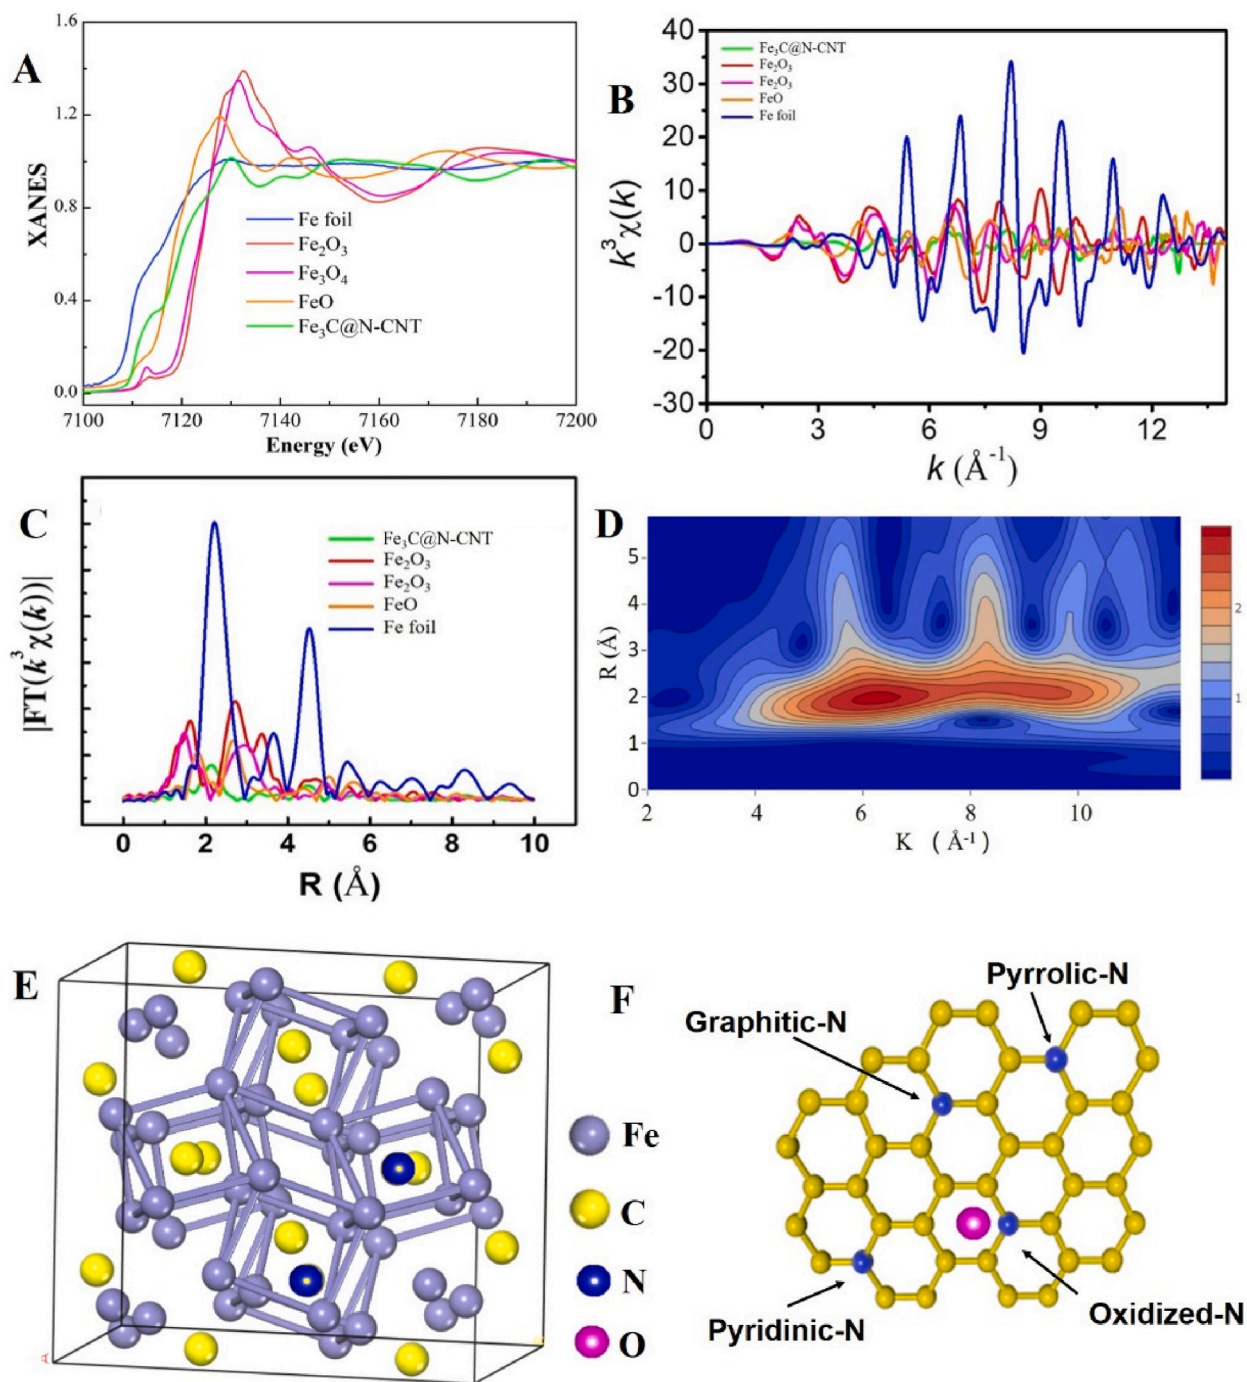 A
1.6
1.2
0.8
0.4
0.0
XANES
Fe foil
Fe₂O₃
Fe₃O₄
FeO
Fe₃C@N-CNT
7100 7120 7140 7160 7180 7200
Energy (eV)
B
40
30
20
10
0
-10
-20
-30
k³χ(k)
Fe₃C@N-CNT
Fe₂O₃
Fe₂O₃
FeO
Fe foil
0 3 6 9 12
k (Å⁻¹)
C
|FT(k³χ(k))|
Fe₃C@N-CNT
Fe₂O₃
Fe₂O₃
FeO
Fe foil
0 2 4 6 8 10
R (Å)
D
5
4
3
2
1
0
R (Å)
2 4 6 8 10
K (Å⁻¹)
2
1
E
Fe
C
N
O
A
F
Pyrrolic-N
Graphitic-N
Pyridinic-N
Oxidized-N